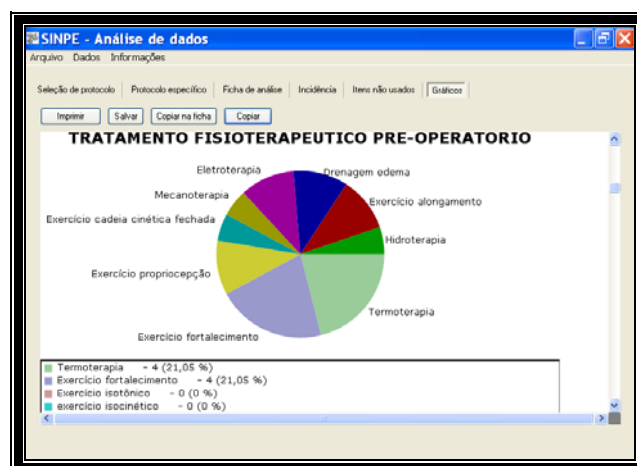 SINPE - Análise de dados
Arquivo Dados Informações
Seleção de protocolo Protocolo específico Ficha de análise Incidência Itens não usados Gráficos
Imprimir Salvar Copiar na ficha Copiar
TRATAMENTO FISIOTERAPEUTICO PRE-OPERATORIO
Eletroterapia Drenagem edema
Mecanoterapia Exercício alongamento
Exercício cadeia cinética fechada
Hidroterapia
Exercício propriocepção
Termoterapia
Exercício fortalecimento
Termoterapia - 4 (21,05 %)
Exercício fortalecimento - 4 (21,05 %)
Exercício isotônico - 0 (0 %)
exercício isocinético - 0 (0 %)